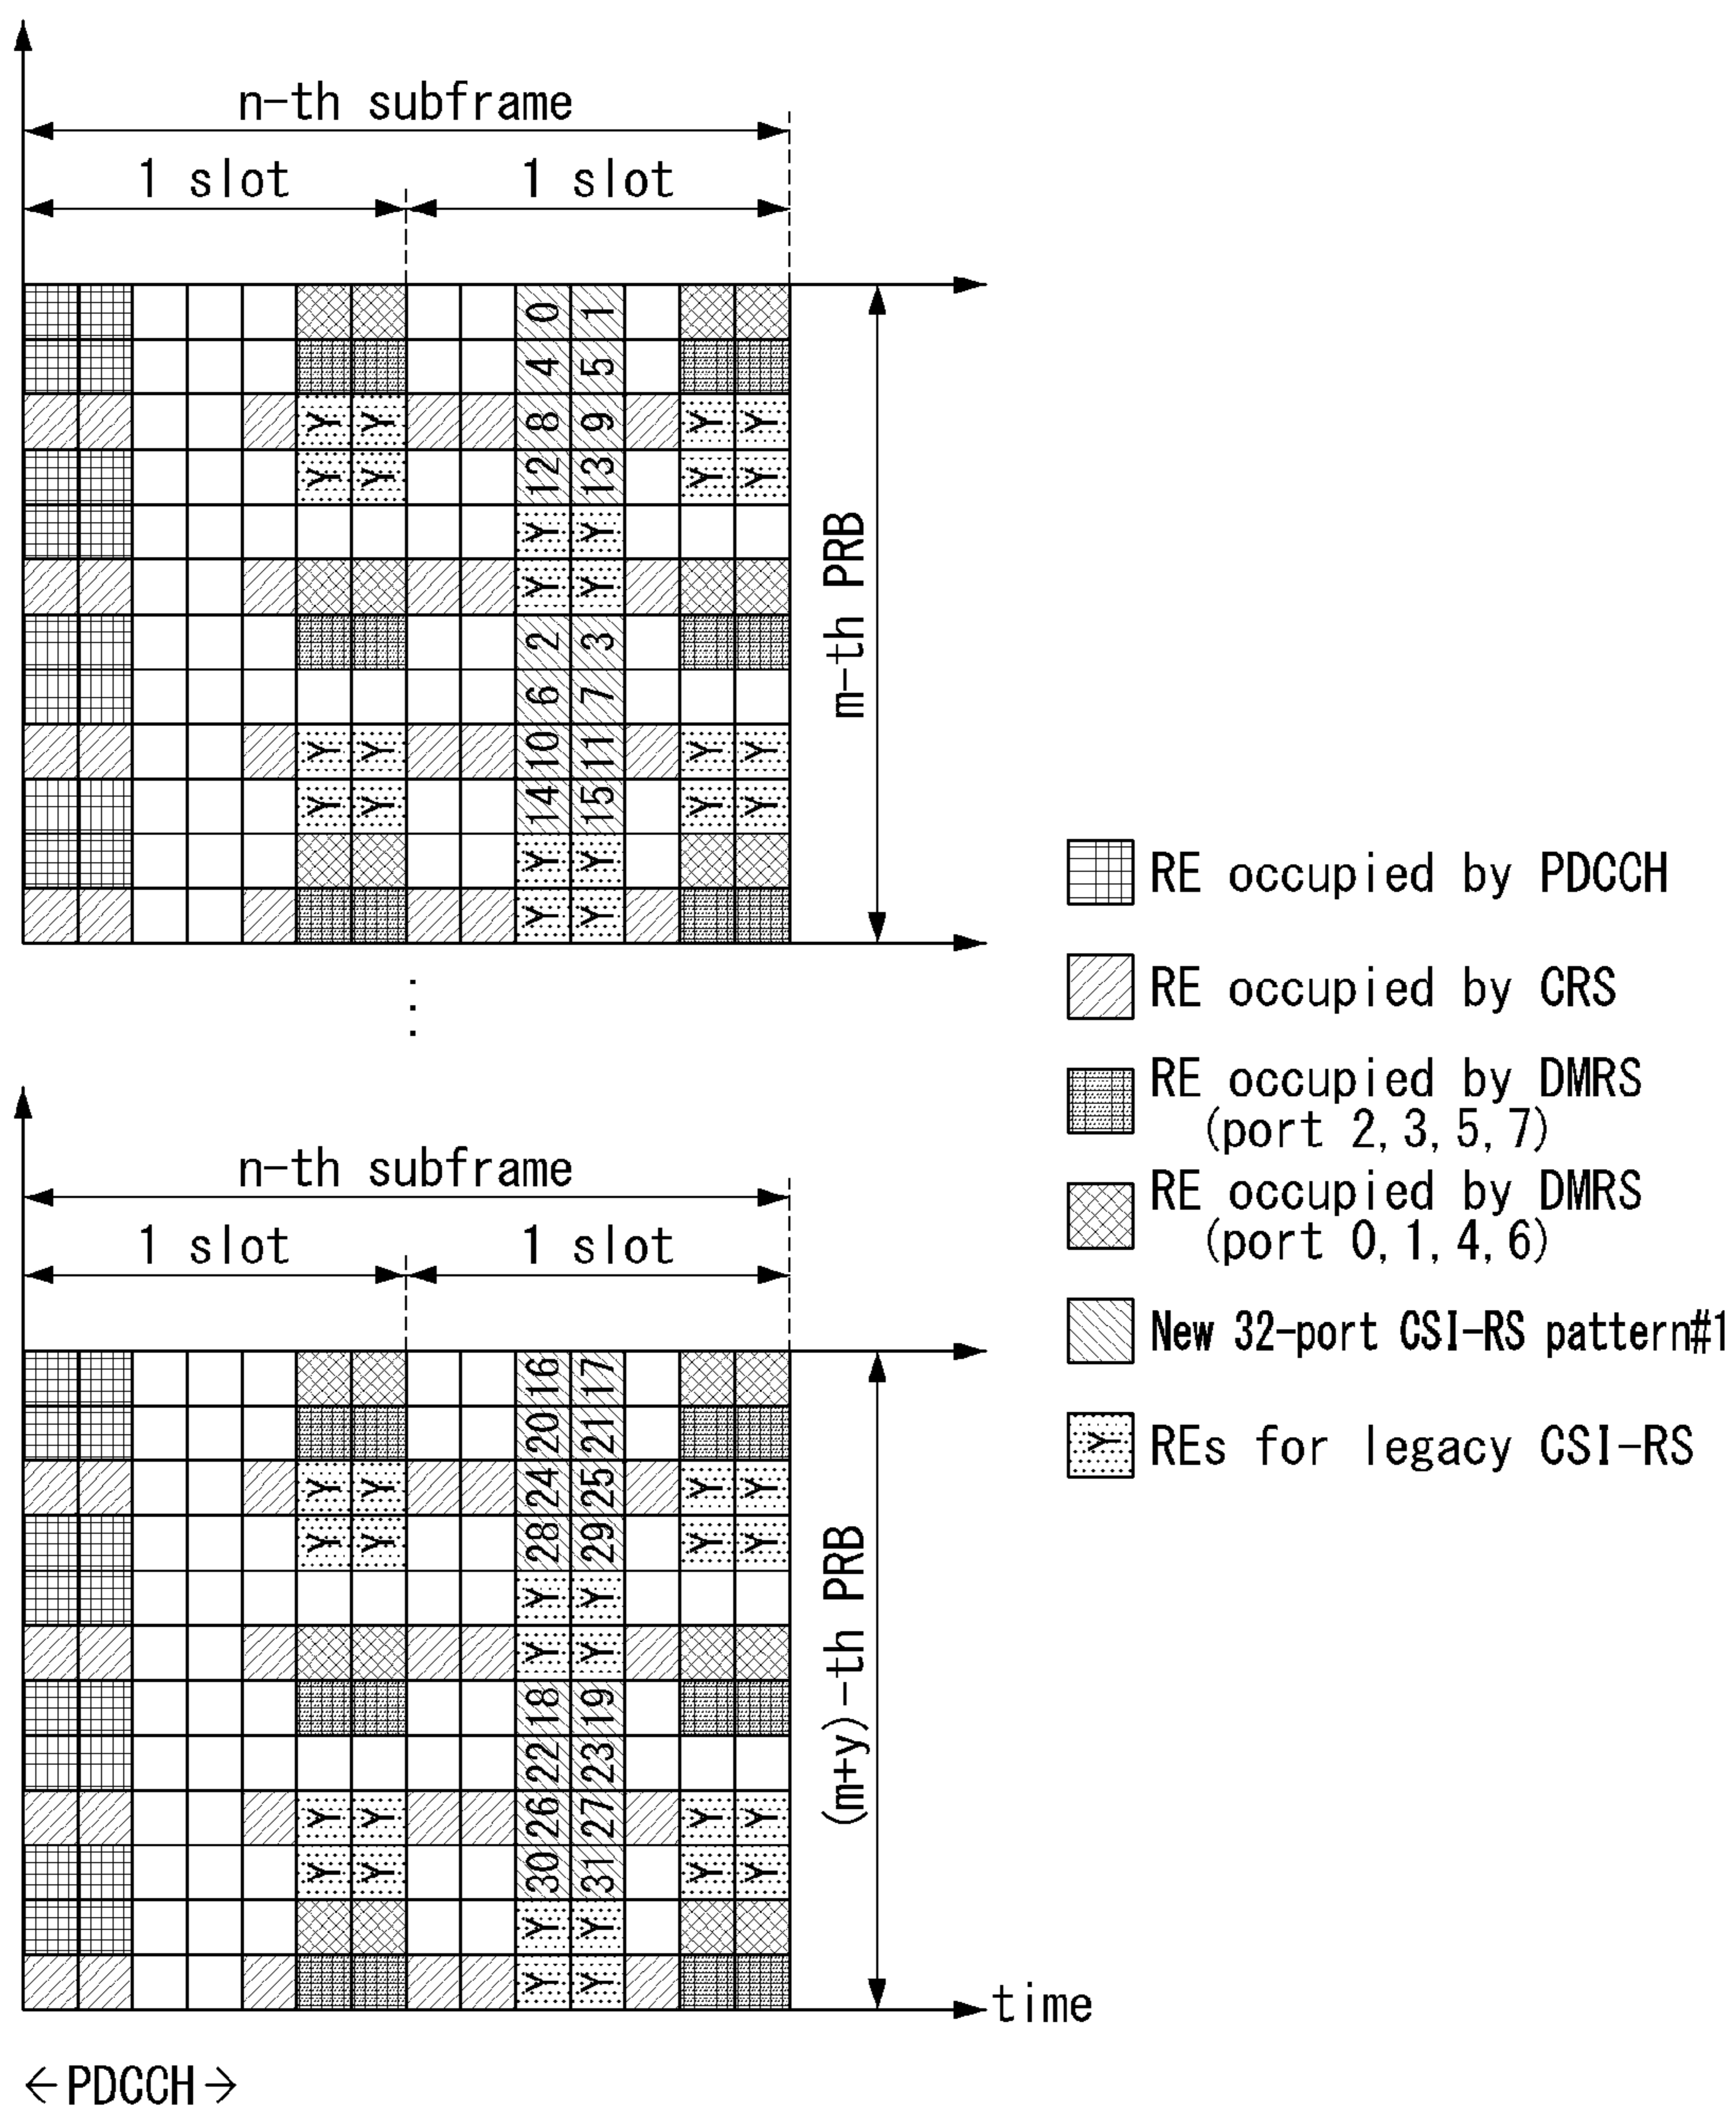 n-th subframe
1 slot 1 slot
0 1
4 5
Y Y 8 9 Y Y
Y Y 12 13 Y Y
Y Y
Y Y
2 3
6 7
Y Y 10 11 Y Y
Y Y 14 15 Y Y
Y Y
Y Y
m-th PRB
⋮
n-th subframe
1 slot 1 slot
16 17
20 21
Y Y 24 25 Y Y
Y Y 28 29 Y Y
Y Y
Y Y
18 19
22 23
Y Y 26 27 Y Y
Y Y 30 31 Y Y
Y Y
Y Y
(m+y)-th PRB
time
←PDCCH→
RE occupied by PDCCH
RE occupied by CRS
RE occupied by DMRS
(port 2, 3, 5, 7)
RE occupied by DMRS
(port 0, 1, 4, 6)
New 32-port CSI-RS pattern#1
Y REs for legacy CSI-RS